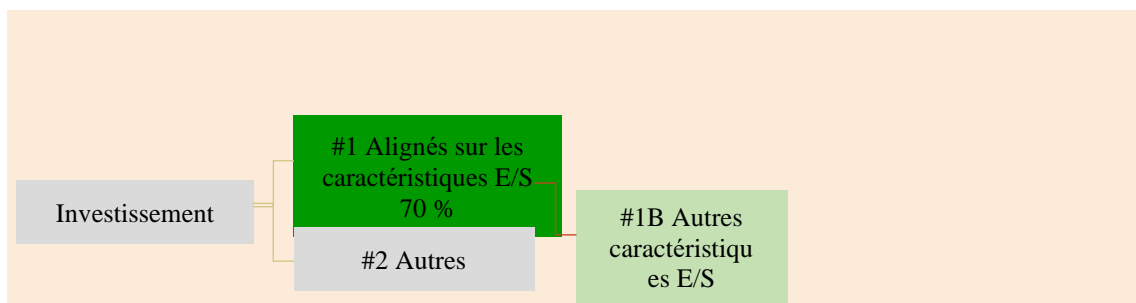 #1 Alignés sur les
caractéristiques E/S
70 %
Investissement
#2 Autres
#1B Autres
caractéristiqu
es E/S